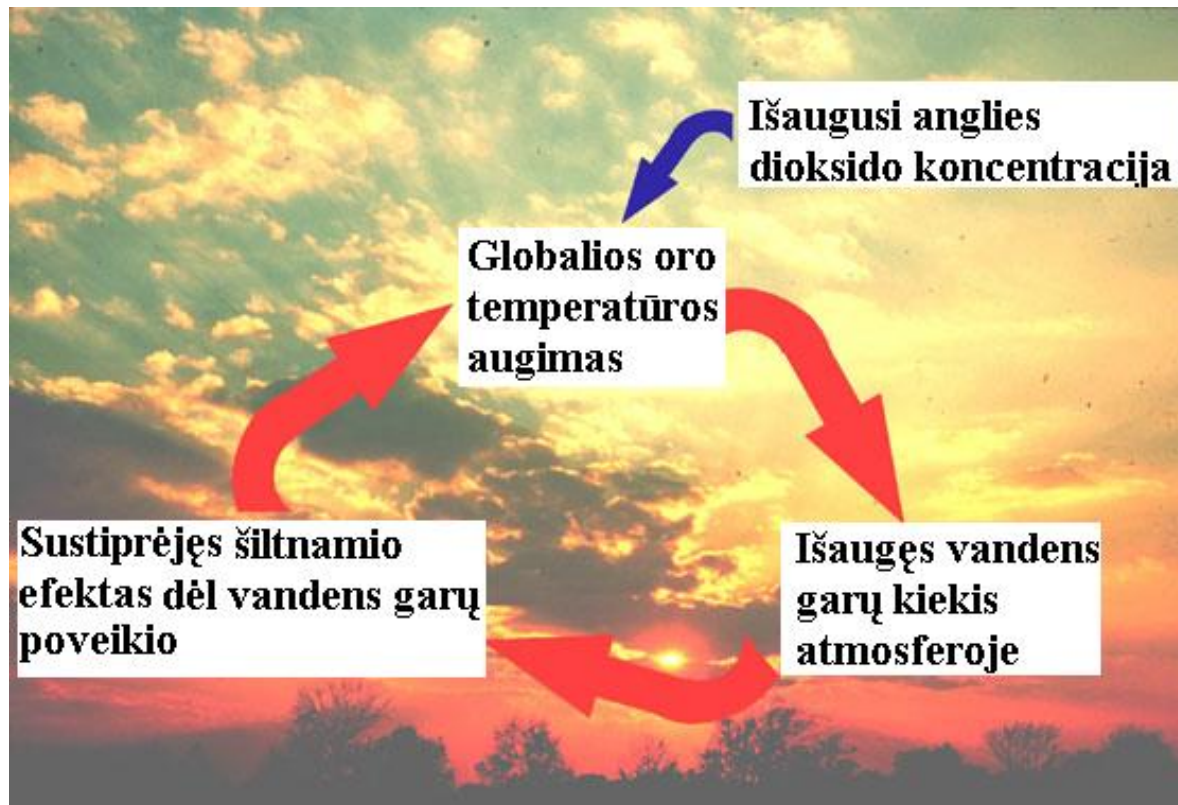 Išaugusi anglies
dioksido koncentracija
Globalios oro
temperatūros
augimas
Išaugęs vandens
garų kiekis
atmosferoje
Sustiprėjęs šiltnamio
efektas dėl vandens garų
poveikio